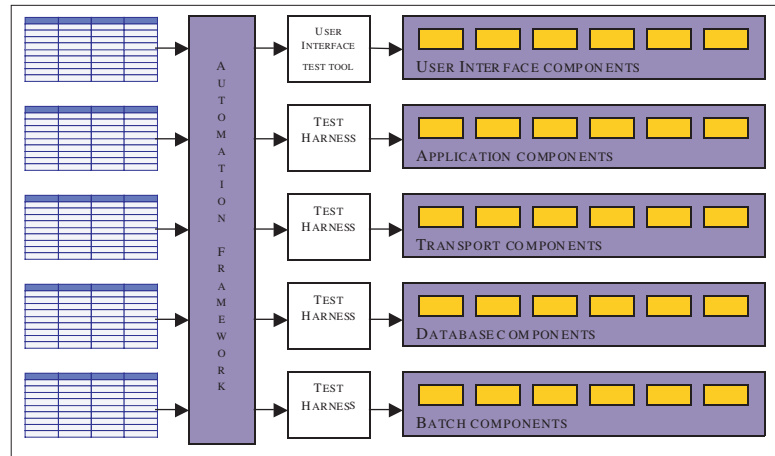 AUTOMATION FRAMEWORK
USER
INTERFACE
TEST TOOL
USER INTERFACE COMPONENTS
TEST
HARNESS
APPLICATION COMPONENTS
TEST
HARNESS
TRANSPORT COMPONENTS
TEST
HARNESS
DATABASE COMPONENTS
TEST
HARNESS
BATCH COMPONENTS